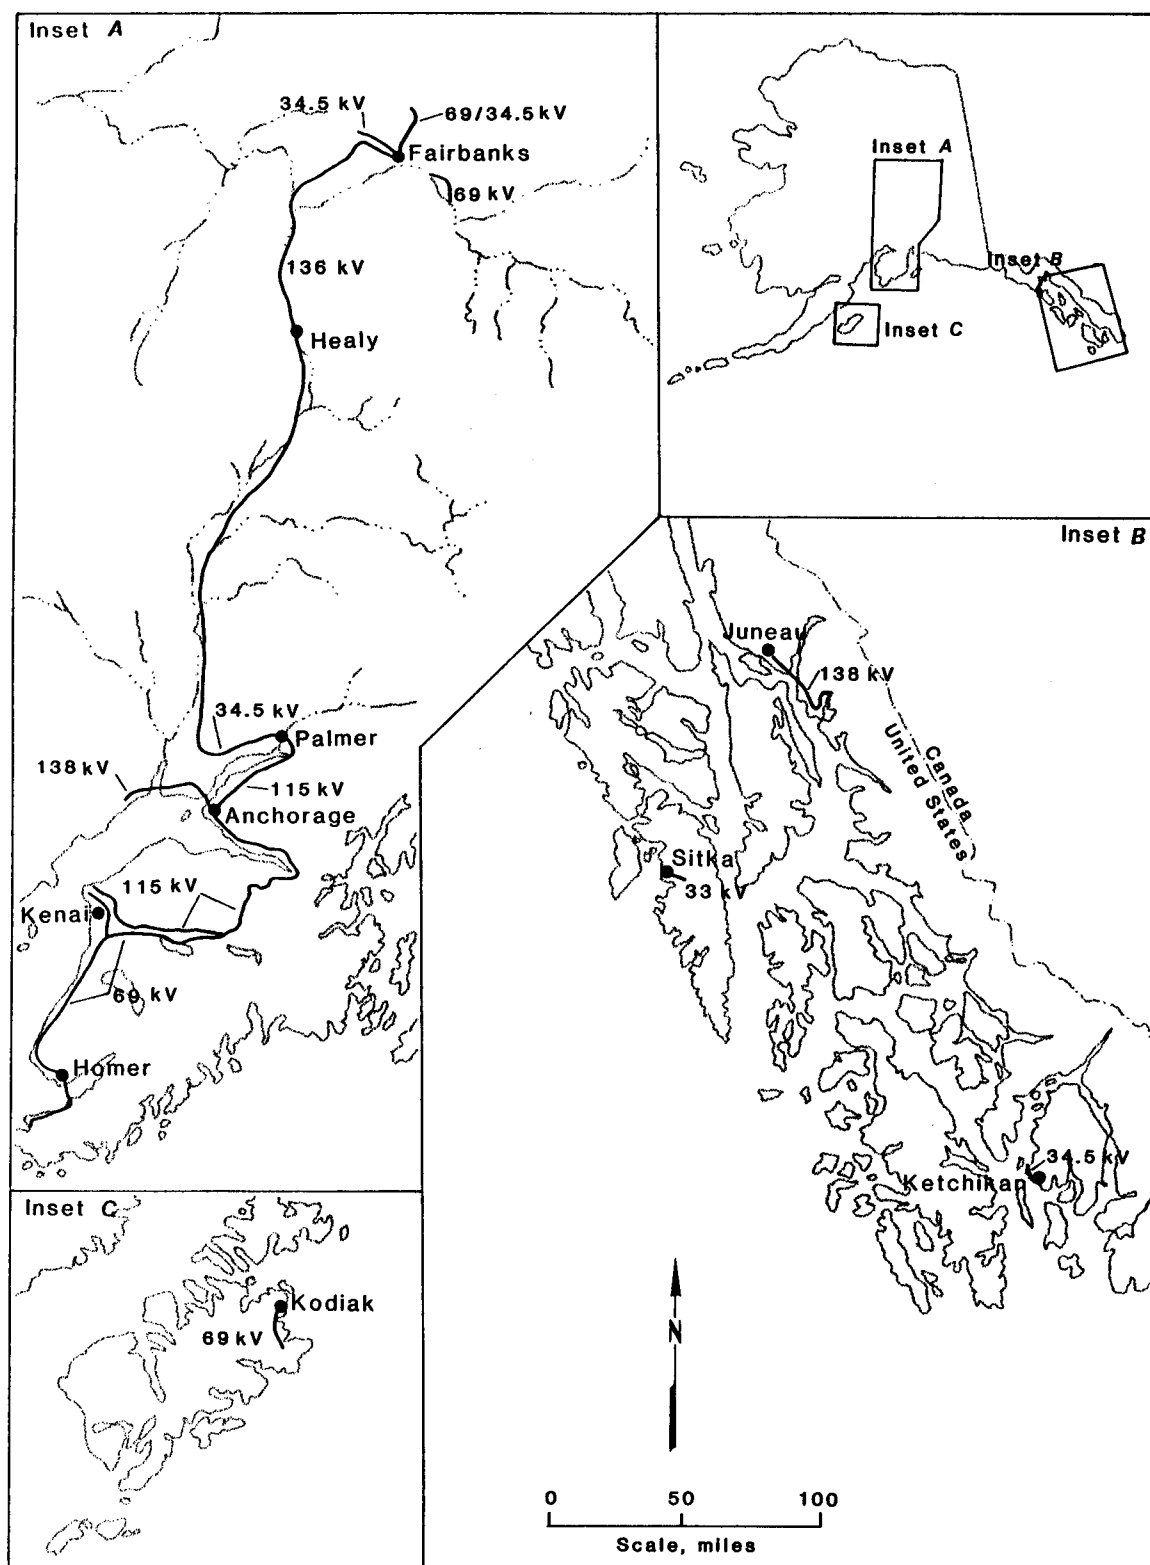 Inset A
34.5 kV
69/34.5kV
Fairbanks
69 kV
136 kV
Healy
34.5 kV
Palmer
138 kV
115 kV
Anchorage
115 kV
Kenai
69 kV
Homer
Inset A
Inset B
Inset C
Inset B
Juneau
138 kV
Canada
United States
Sitka
33 kV
34.5 kV
Ketchikan
Inset C
Kodiak
69 kV
N
0 50 100
Scale, miles